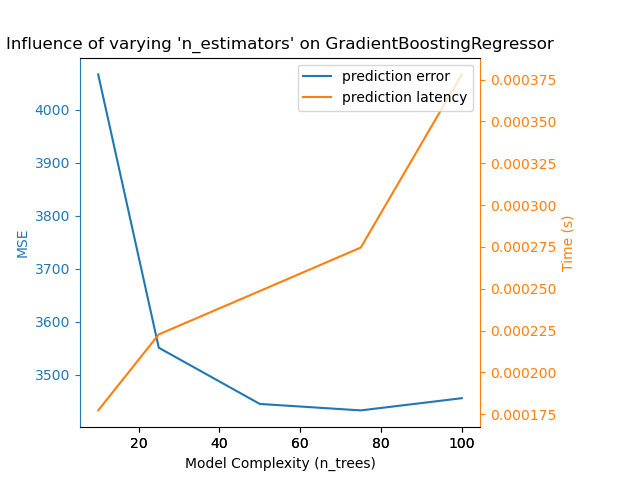 Influence of varying 'n_estimators' on GradientBoostingRegressor
prediction error
prediction latency
MSE
4000
3900
3800
3700
3600
3500
0.000375
0.000350
0.000325
0.000300
0.000275
0.000250
0.000225
0.000200
0.000175
Time (s)
20 40 60 80 100
Model Complexity (n_trees)